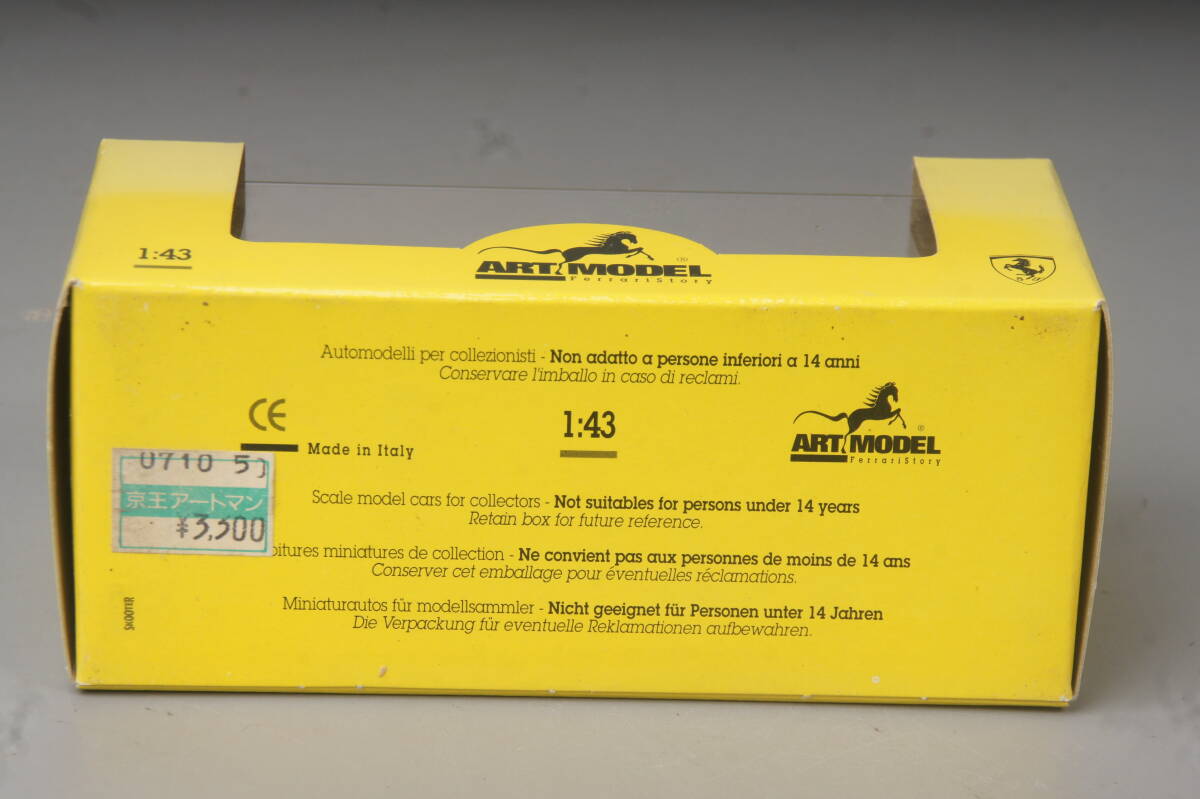 1:43
ART MODEL ®
FerrariStory
S F
Automodelli per collezionisti - Non adatto a persone inferiori a 14 anni
Conservare l'imballo in caso di reclami.
CE
Made in Italy
1:43
ART MODEL ®
FerrariStory
0710 5
京王アートマン
¥3,300
Scale model cars for collectors - Not suitables for persons under 14 years
Retain box for future reference.
oitures miniatures de collection - Ne convient pas aux personnes de moins de 14 ans
Conserver cet emballage pour éventuelles réclamations.
Miniaturautos für modellsammler - Nicht geeignet für Personen unter 14 Jahren
Die Verpackung für eventuelle Reklamationen aufbewahren.
SKOOTER